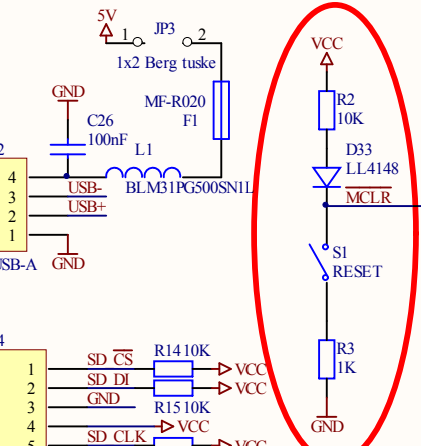 5V
JP3
1
2
1x2 Berg tuske
GND
MF-R020
F1
C26
100nF
L1
BLM31PG500SN1L
4
USB-
3
USB+
2
1
USB-A
GND
VCC
R2
10K
D33
LL4148
MCLR
S1
RESET
R3
1K
GND
R14 10K
1
SD CS
VCC
2
SD DI
VCC
3
GND
R15 10K
4
VCC
SD CLK
VCC